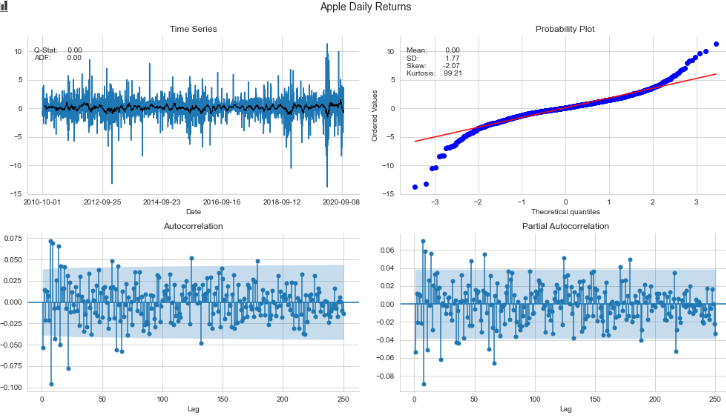 Apple Daily Returns
Time Series
Q-Stat: 0.00
ADF: 0.00
10
5
0
−5
−10
−15
2010-10-01 2012-09-25 2014-09-23 2016-09-16 2018-09-12 2020-09-08
Date
Probability Plot
Mean: 0.00
SD: 1.77
Skew: -2.07
Kurtosis: 99.21
Ordered Values
10
5
0
−5
−10
−15
−3 −2 −1 0 1 2 3
Theoretical quantiles
Autocorrelation
0.075
0.050
0.025
0.000
−0.025
−0.050
−0.075
−0.100
0 50 100 150 200 250
Lag
Partial Autocorrelation
0.06
0.04
0.02
0.00
−0.02
−0.04
−0.06
−0.08
0 50 100 150 200 250
Lag